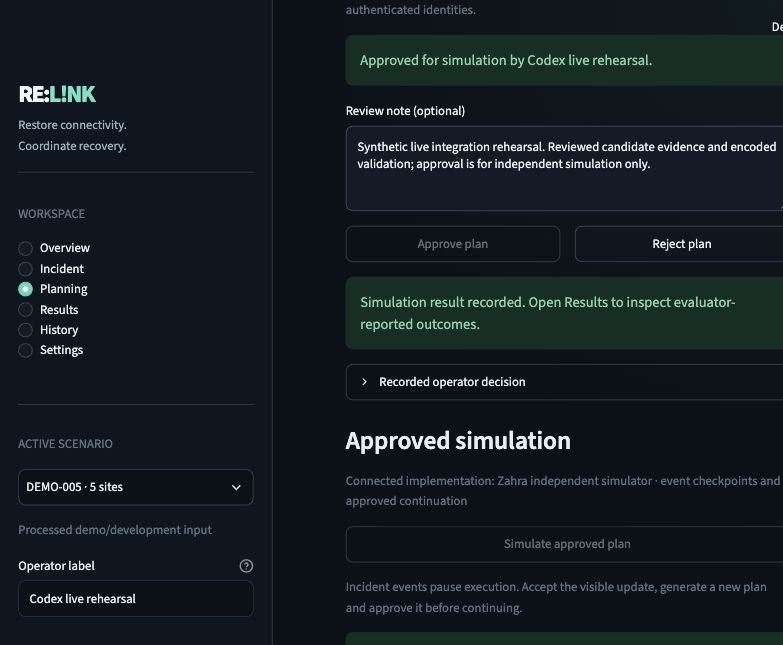 RE:L!NK
Restore connectivity.
Coordinate recovery.
WORKSPACE
Overview
Incident
Planning
Results
History
Settings
ACTIVE SCENARIO
DEMO-005 · 5 sites
Processed demo/development input
Operator label
Codex live rehearsal
authenticated identities.
De
Approved for simulation by Codex live rehearsal.
Review note (optional)
Synthetic live integration rehearsal. Reviewed candidate evidence and encoded
validation; approval is for independent simulation only.
Approve plan
Reject plan
Simulation result recorded. Open Results to inspect evaluator-
reported outcomes.
Recorded operator decision
Approved simulation
Connected implementation: Zahra independent simulator · event checkpoints and
approved continuation
Simulate approved plan
Incident events pause execution. Accept the visible update, generate a new plan
and approve it before continuing.